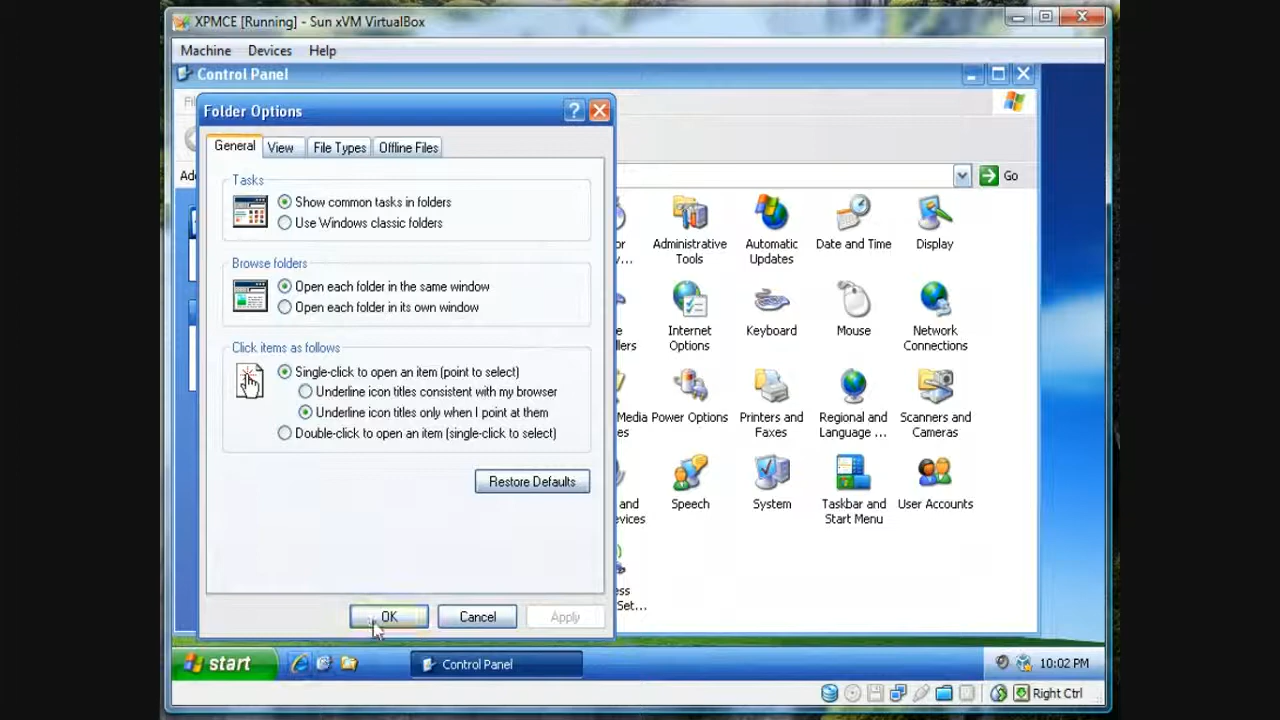 XPMCE [Running] - Sun xVM VirtualBox
Machine Devices Help
Control Panel
Folder Options
General View File Types Offline Files
Tasks
Show common tasks in folders
Use Windows classic folders
Browse folders
Open each folder in the same window
Open each folder in its own window
Click items as follows
Single-click to open an item (point to select)
Underline icon titles consistent with my browser
Underline icon titles only when I point at them
Double-click to open an item (single-click to select)
Restore Defaults
OK Cancel Apply
Go
Administrative Tools
Automatic Updates
Date and Time
Display
Internet Options
Keyboard
Mouse
Network Connections
Media
Power Options
Printers and Faxes
Regional and Language ...
Scanners and Cameras
and
Speech
System
Taskbar and Start Menu
User Accounts
start
Control Panel
10:02 PM
Right Ctrl